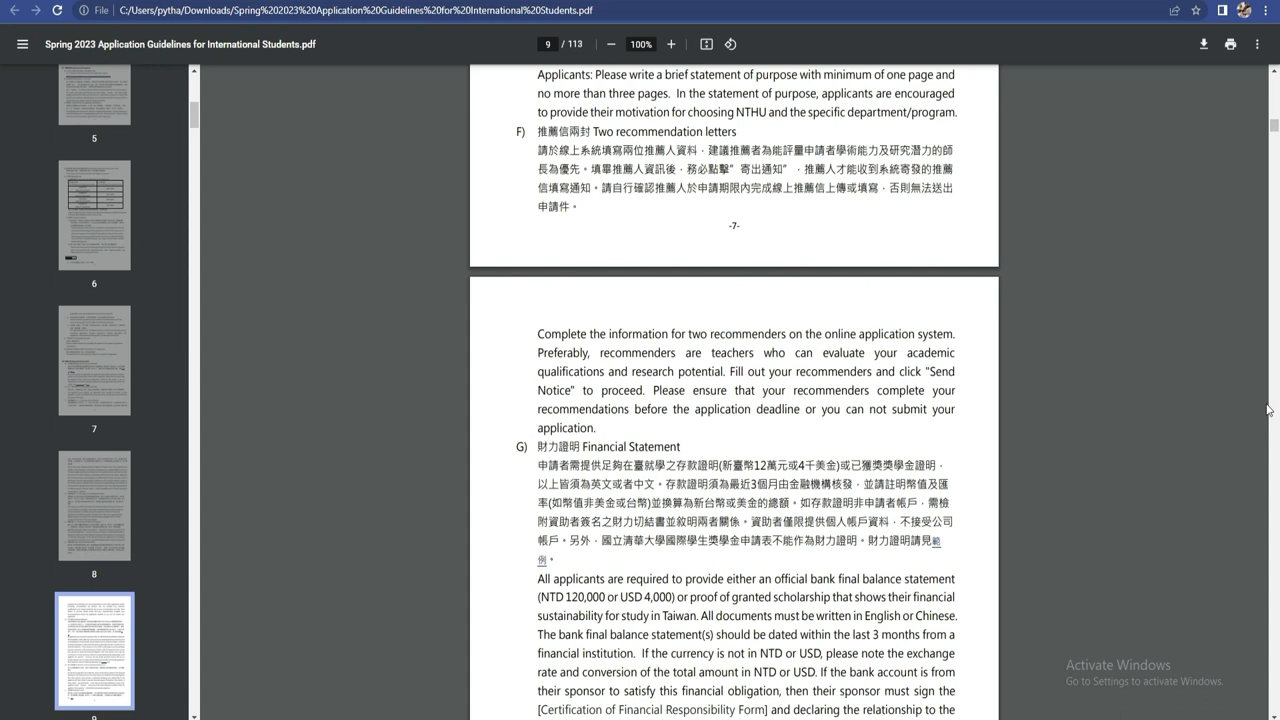 File
C:/Users/pytha/Downloads/Spring%202023%20Application%20Guidelines%20for%20International%20Students.pdf
Spring 2023 Application Guidelines for International Students.pdf
9 / 113
100%
5
6
7
8
9
Applicants: Please write a brief statement of purpose with minimum of one page and
no more than three pages. In the statement of purpose, applicants are encouraged
to provide their motivation for choosing NTHU and the specific department/program.
F) 推薦信兩封 Two recommendation letters
請於線上系統填寫兩位推薦人資料，建議推薦者為能評量申請者學術能力及研究潛力的師
長為優先。填畢推薦人資訊後，務必點擊"寄出通知"，推薦人才能收到系統寄發的推薦
信填寫通知。請自行確認推薦人於申請期限內完成線上推薦信上傳或填寫，否則無法送出
申請件。
-7-
Complete the information for two recommenders in the online application system.
Preferably, recommenders are teachers who can evaluate your academic
qualifications and research potential. Fill out your recommenders and click "Send
Notice" to proceed. Please ensure that your recommenders complete your
recommendations before the application deadline or you can not submit your
application.
G) 財力證明 Financial Statement
申請者需提供足夠在臺就學之存款證明(新臺幣12萬元或4千美金)或已獲獎獎學金證明，
以上皆須為英文或者中文。存款證明須為最近3個月由金融機構核發，並請註明幣值及匯
率，如幣值非美金或台幣，並換算為新台幣或美金的總額。如存款證明非申請者帳戶，需檢
附資助者簽名之財力切結書並敘明與申請者關係。資助者僅限提供個人帳戶證明，不接受公司
帳戶。另外，國立清華大學國際學生獎學金申請表不能作為財力證明。財力證明請見範
例。
All applicants are required to provide either an official bank final balance statement
(NTD 120,000 or USD 4,000) or proof of granted scholarship that shows their financial
sustainability to study in Taiwan. Above proof must be written in English or Chinese.
The bank final balance statement(s) should be dated within the last 3 months from a
financial institution. If the currency is not in NTD or USD, please note the exchange
rate and the sum of the balance in NTD or USD. If the bank account is form
their sponsor to satisfy this financial obligation, their sponsor must sign the
[Certification of Financial Responsibility Form] and declaring the relationship to the
Activate Windows
Go to Settings to activate Windows.